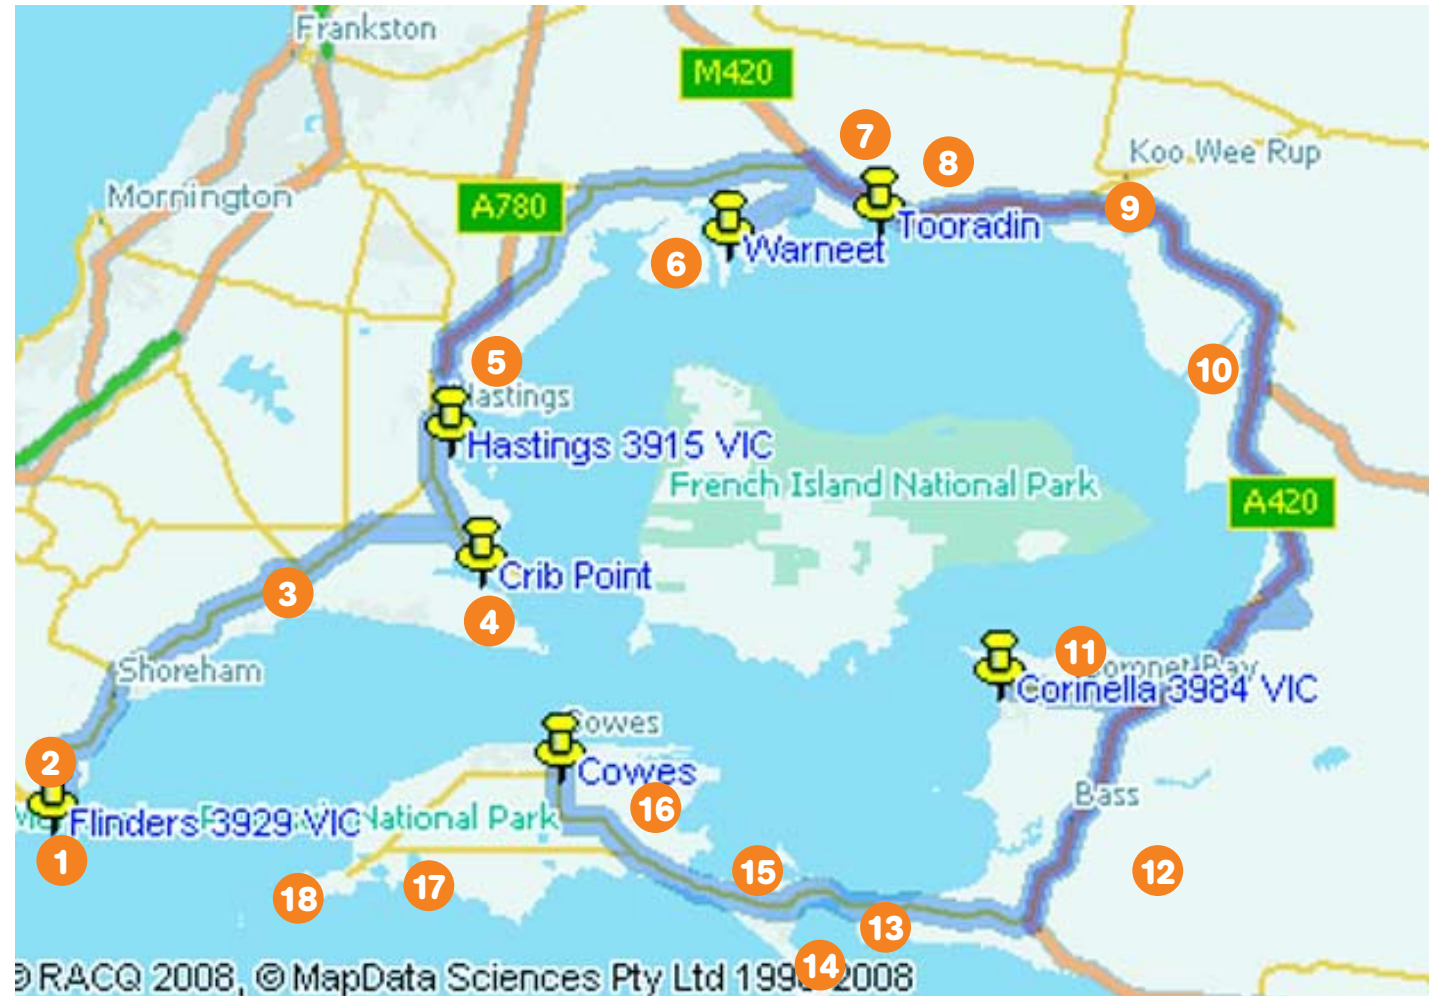 Frankston
M420
7
8
Koo Wee Rup
Mornington
A780
9
Tooradin
Warneet
6
5
10
Hastings
Hastings 3915 VIC
French Island National Park
A420
Crib Point
3
4
11
Shoreham
Coronet Bay
Corinella 3984 VIC
Cowes
2
Cowes
Bass
16
Flinders 3929 VIC
National Park
1
15
12
17
18
13
14
© RACQ 2008, © MapData Sciences Pty Ltd 199 2008